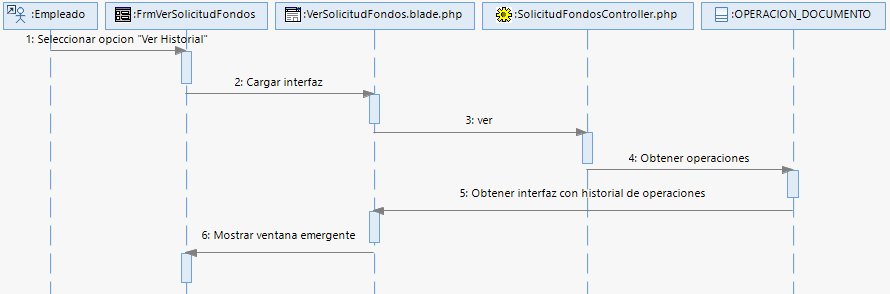 :Empleado
:FrmVerSolicitudFondos
:VerSolicitudFondos.blade.php
:SolicitudFondosController.php
:OPERACION_DOCUMENTO
1: Seleccionar opcion "Ver Historial"
2: Cargar interfaz
3: ver
4: Obtener operaciones
5: Obtener interfaz con historial de operaciones
6: Mostrar ventana emergente